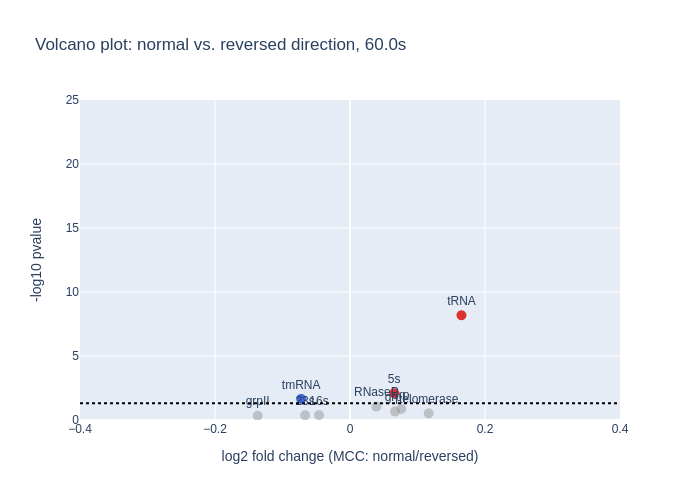 Volcano plot: normal vs. reversed direction, 60.0s
25
20
15
10
5
0
-log10 pvalue
tRNA
5s
tmRNA
RNaseP
telomerase
grpII
16s
−0.4
−0.2
0
0.2
0.4
log2 fold change (MCC: normal/reversed)